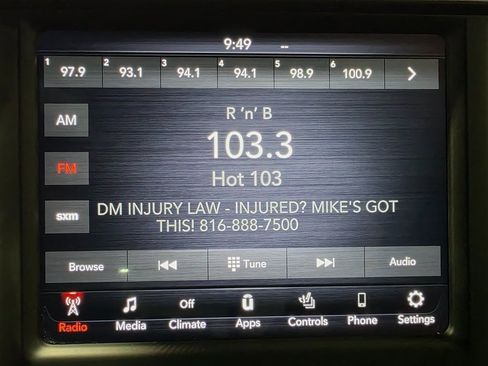 9:49 --
1 97.9 2 93.1 3 94.1 4 94.1 5 98.9 6 100.9
R 'n' B
AM
103.3
FM
Hot 103
sxm
DM INJURY LAW - INJURED? MIKE'S GOT
THIS! 816-888-7500
Browse Tune Audio
Off
Radio Media Climate Apps Controls Phone Settings